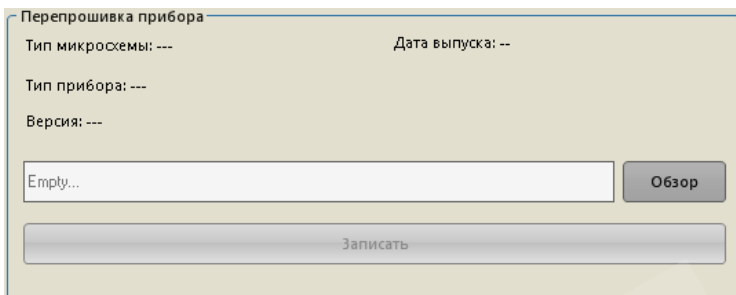 Перепрошивка прибора
Тип микросхемы: --- Дата выпуска: --
Тип прибора: ---
Версия: ---
Empty... Обзор
Записать